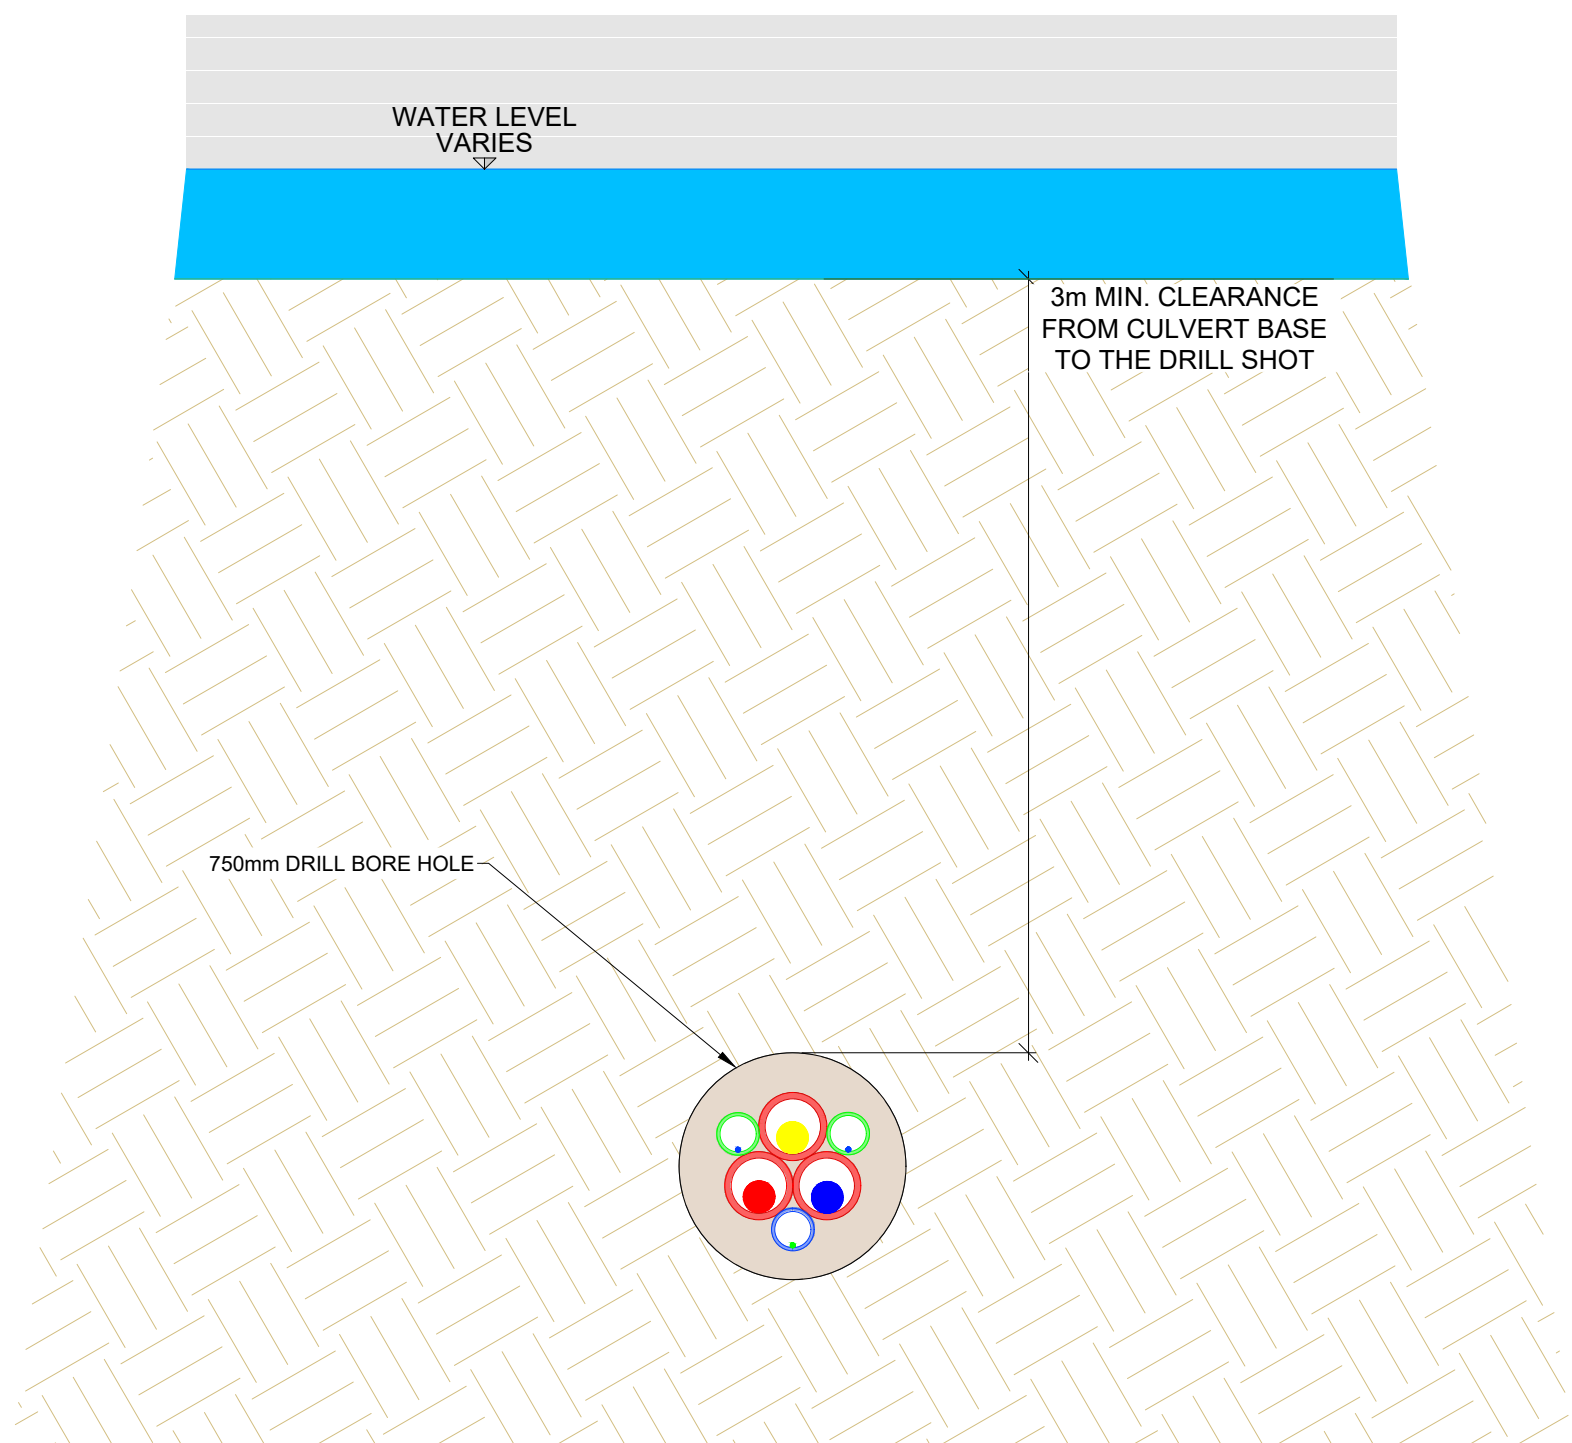 WATER LEVEL
VARIES
3m MIN. CLEARANCE
FROM CULVERT BASE
TO THE DRILL SHOT
750mm DRILL BORE HOLE